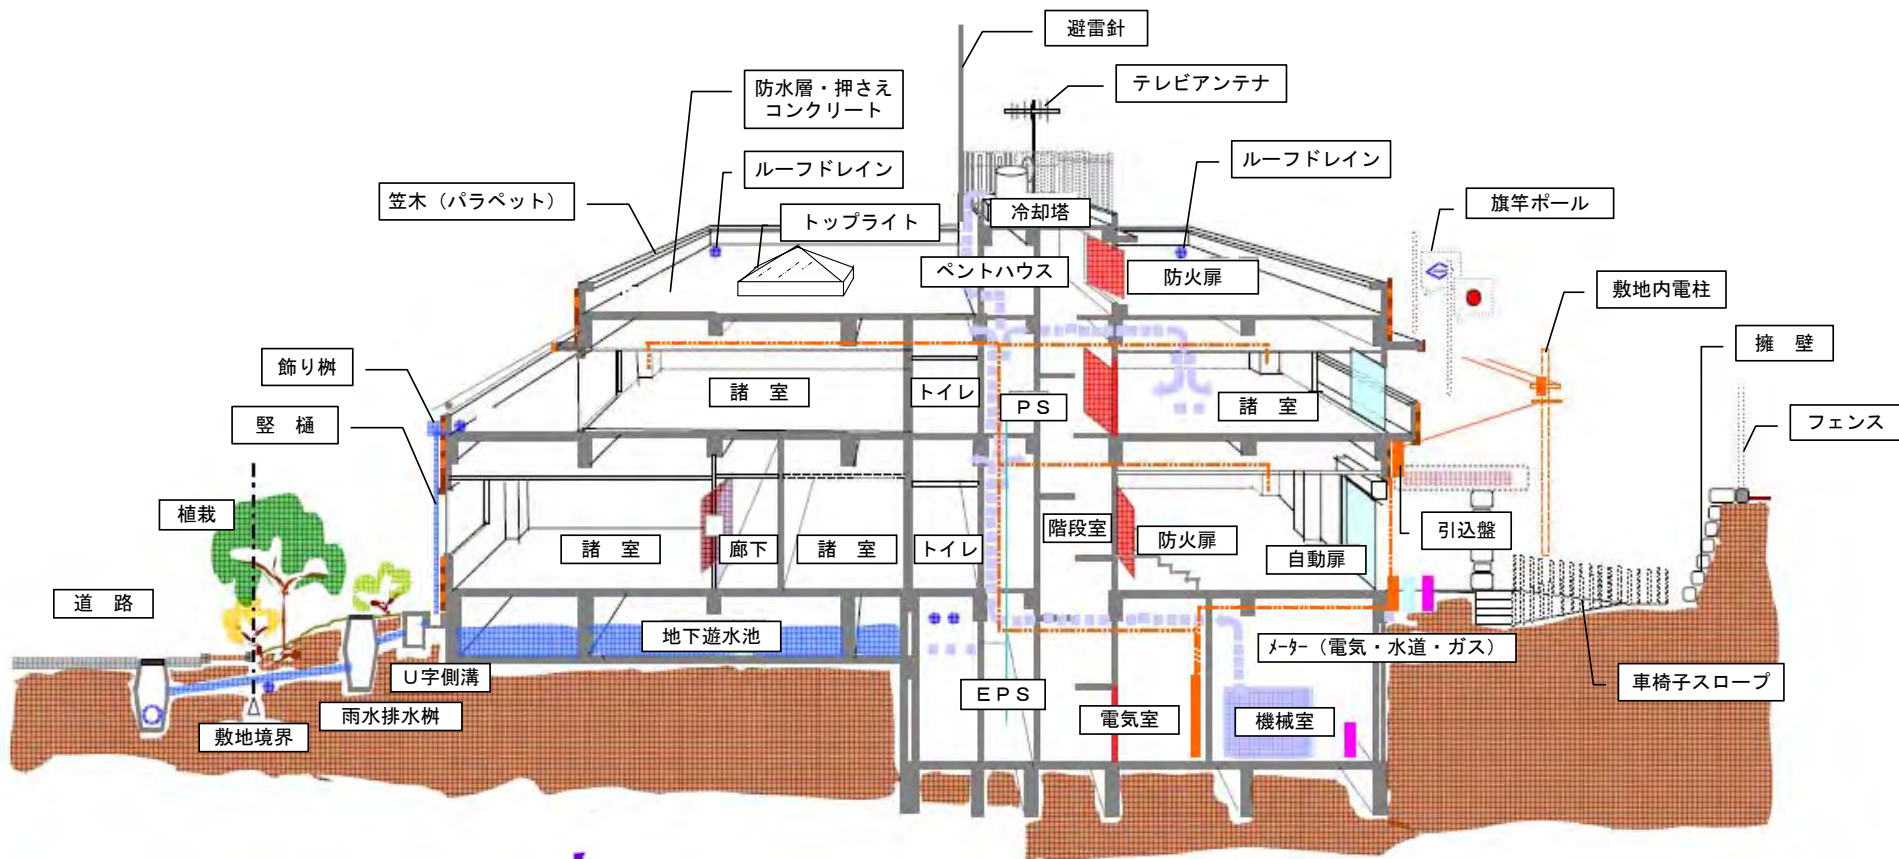 避雷針
テレビアンテナ
防水層・押さえ
コンクリート
ルーフドレイン
ルーフドレイン
笠木（パラペット）
トップライト
冷却塔
旗竿ポール
ペントハウス
防火扉
敷地内電柱
擁　壁
飾り桝
諸　室
トイレ
ＰＳ
諸　室
竪　樋
フェンス
植栽
諸　室
廊下
諸　室
トイレ
階段室
防火扉
自動扉
引込盤
道　路
地下遊水池
ﾒｰﾀｰ（電気・水道・ガス）
Ｕ字側溝
ＥＰＳ
車椅子スロープ
雨水排水桝
電気室
機械室
敷地境界